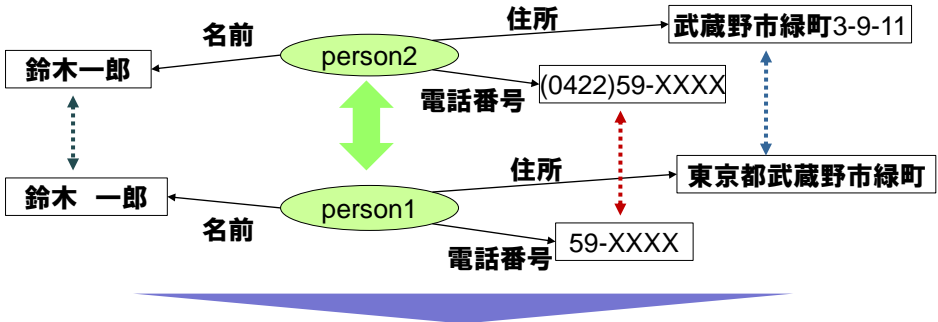 住所
武蔵野市緑町3-9-11
名前
person2
鈴木一郎
電話番号
(0422)59-XXXX
住所
東京都武蔵野市緑町
鈴木　一郎
person1
名前
電話番号
59-XXXX